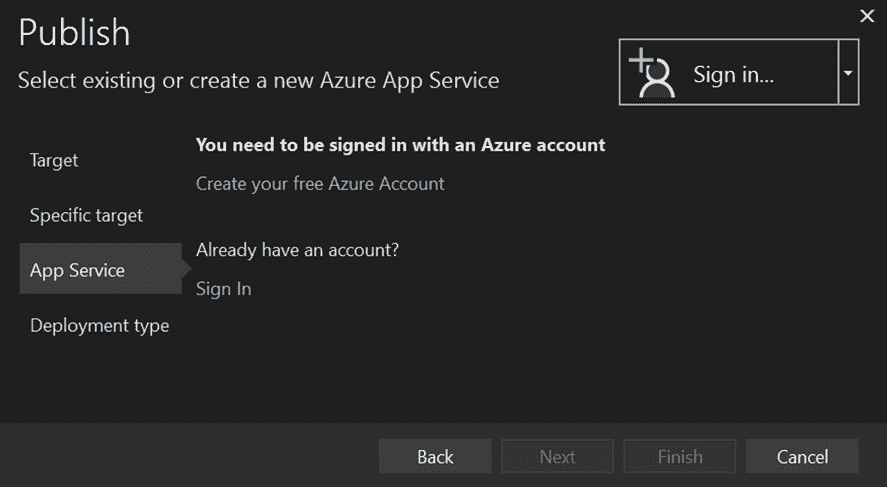 Publish
Select existing or create a new Azure App Service
Sign in...
Target
Specific target
App Service
Deployment type
You need to be signed in with an Azure account
Create your free Azure Account
Already have an account?
Sign In
Back
Next
Finish
Cancel